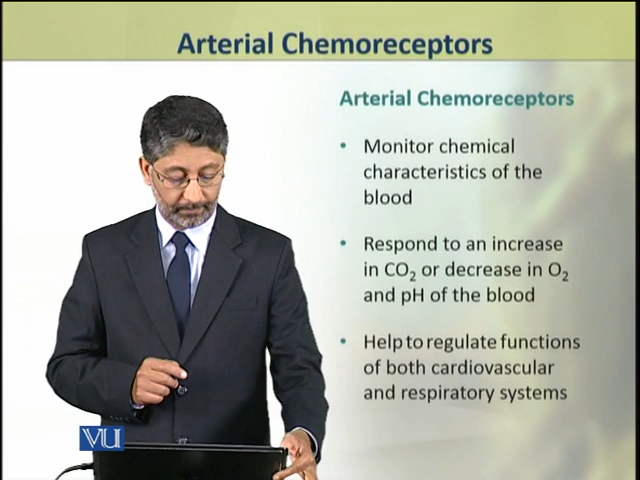 Arterial Chemoreceptors
Arterial Chemoreceptors
• Monitor chemical
characteristics of the
blood
• Respond to an increase
in CO₂ or decrease in O₂
and pH of the blood
• Help to regulate functions
of both cardiovascular
and respiratory systems
VU